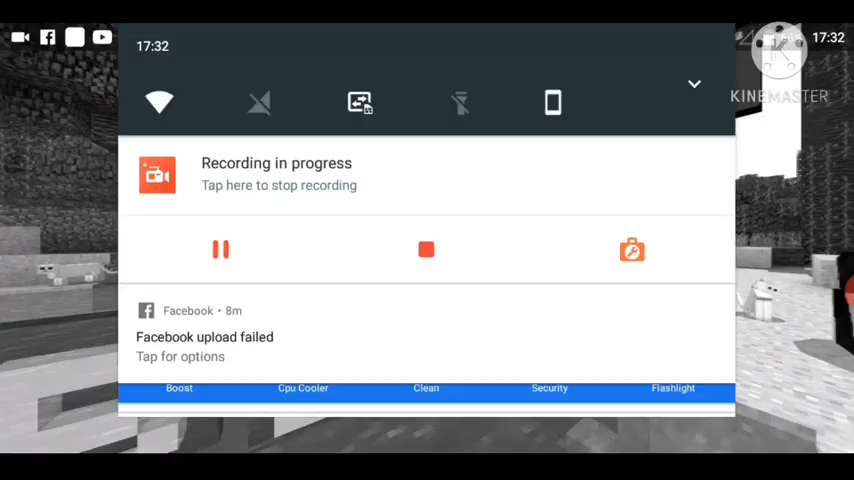 17:32
17:32
K
KINEMASTER
Recording in progress
Tap here to stop recording
Facebook • 8m
Facebook upload failed
Tap for options
Boost Cpu Cooler Clean Security Flashlight